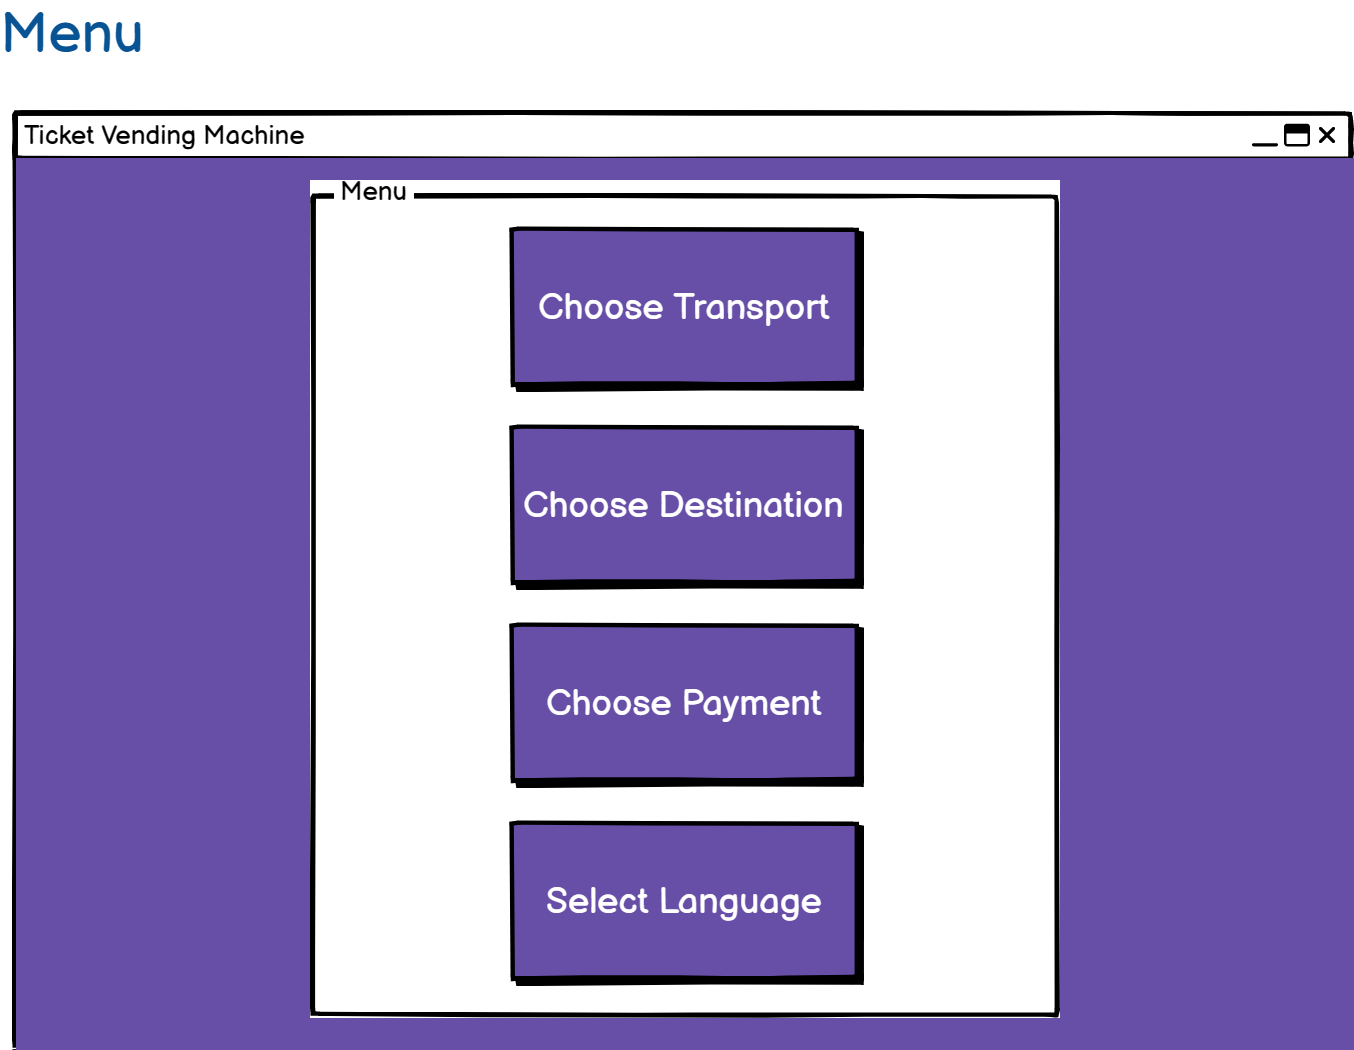 Menu
Ticket Vending Machine
Menu
Choose Transport
Choose Destination
Choose Payment
Select Language